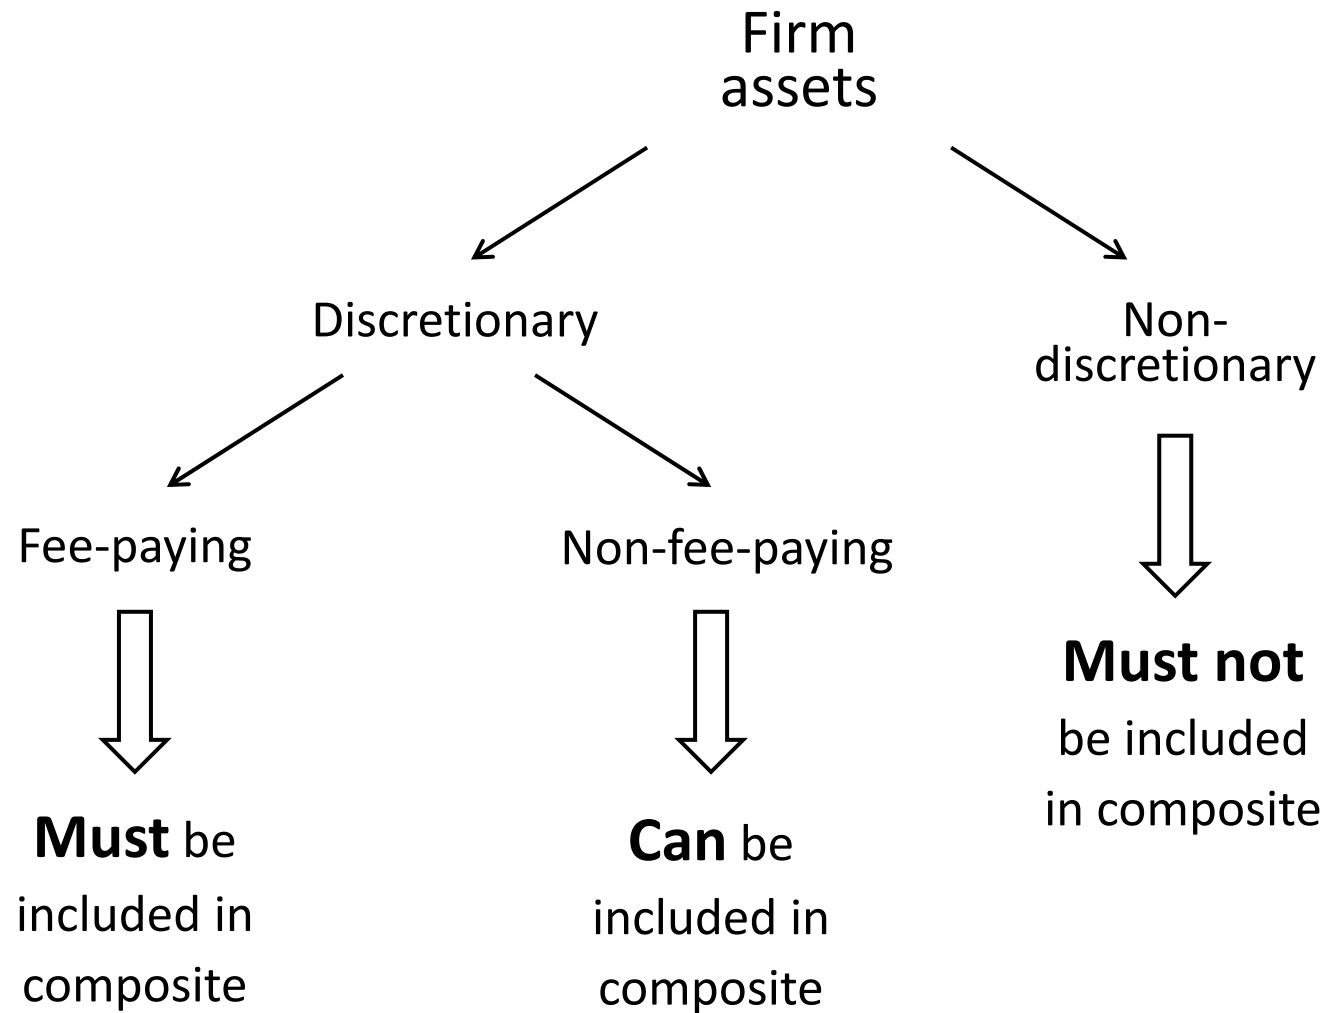 Firm
assets
Discretionary
Non-
discretionary
Fee-paying
Non-fee-paying
Must not
be included
in composite
Must be
included in
composite
Can be
included in
composite